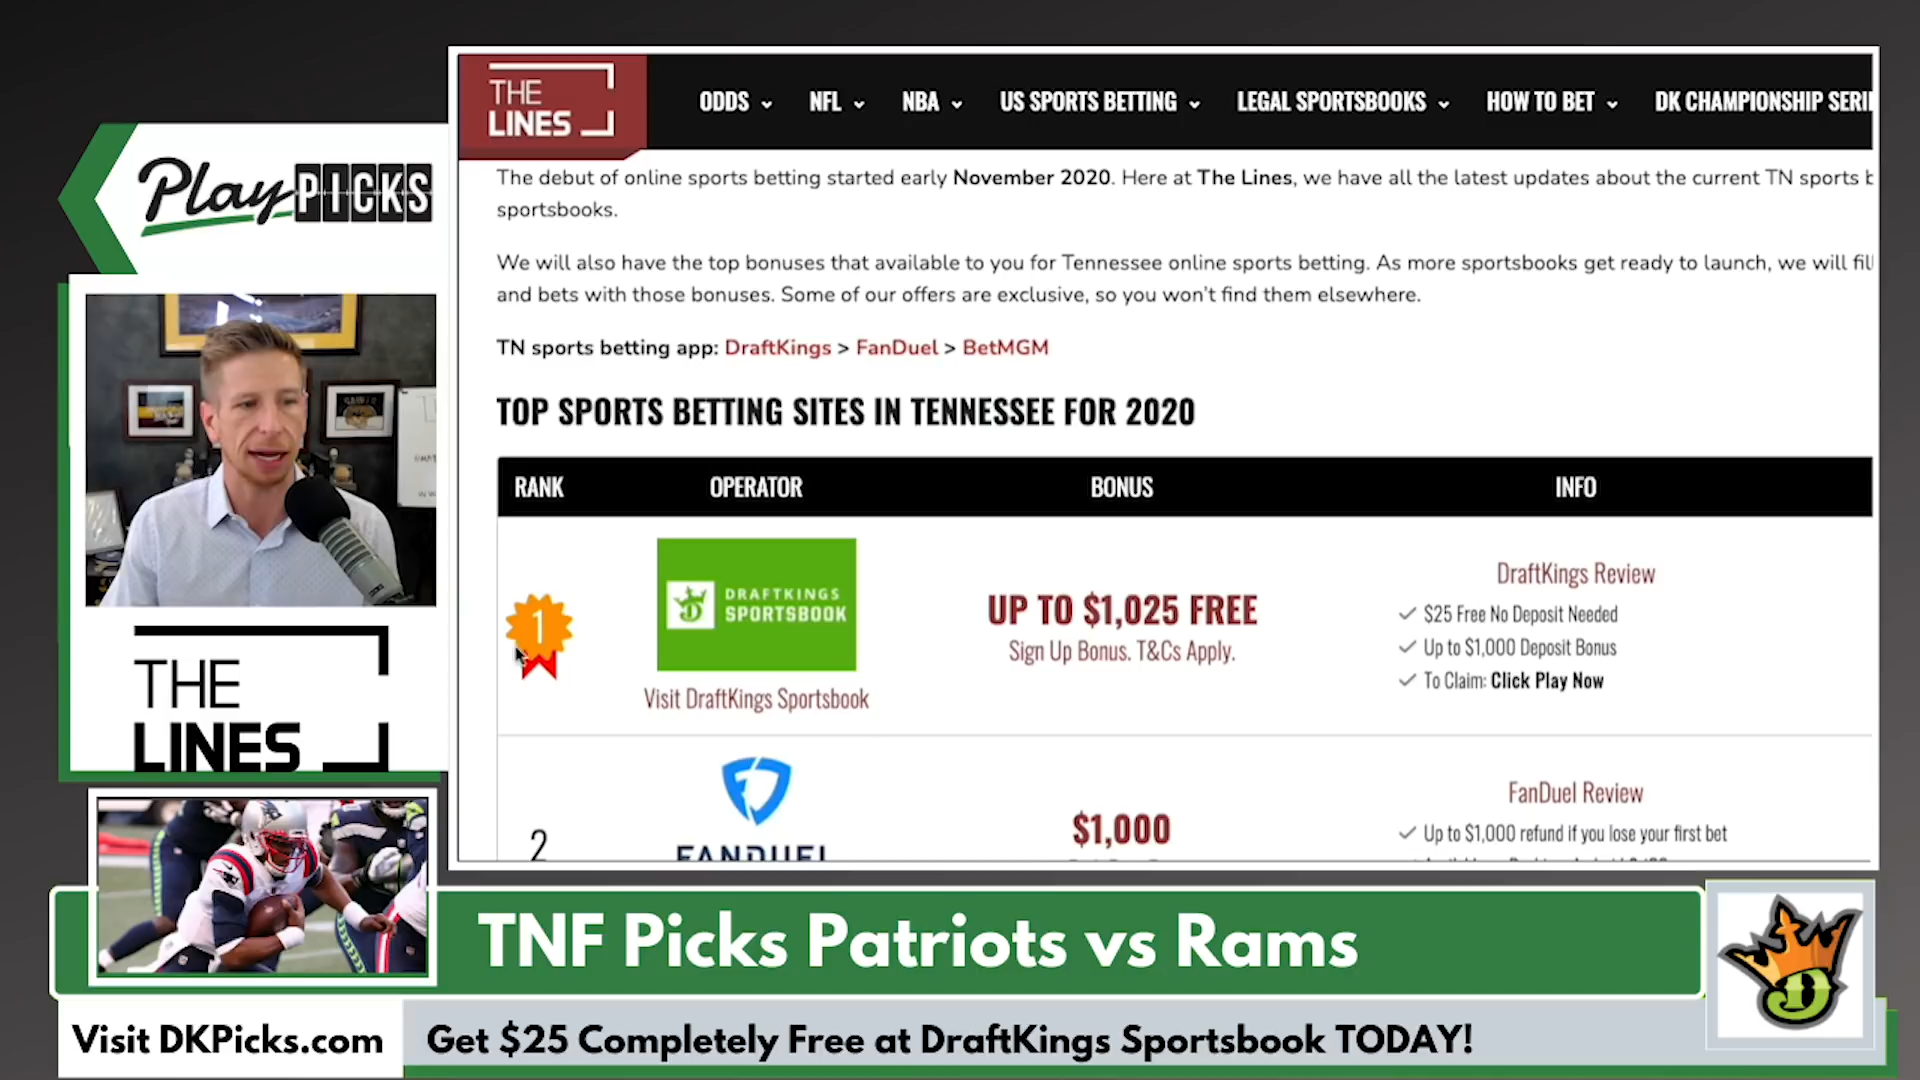 THE
LINES
ODDS NFL NBA US SPORTS BETTING LEGAL SPORTSBOOKS HOW TO BET DK CHAMPIONSHIP
The debut of online sports betting started early November 2020. Here at The Lines, we have all the latest updates about the current TN sports
sportsbooks.
We will also have the top bonuses that available to you for Tennessee online sports betting. As more sportsbooks get ready to launch, we will
and bets with those bonuses. Some of our offers are exclusive, so you won't find them elsewhere.
TN sports betting app: DraftKings > FanDuel > BetMGM
TOP SPORTS BETTING SITES IN TENNESSEE FOR 2020
RANK OPERATOR BONUS INFO
1
DRAFTKINGS
SPORTSBOOK
Visit DraftKings Sportsbook
UP TO $1,025 FREE
Sign Up Bonus. T&Cs Apply.
DraftKings Review
✓ $25 Free No Deposit Needed
✓ Up to $1,000 Deposit Bonus
✓ To Claim: Click Play Now
2
FANDUEL
$1,000
FanDuel Review
✓ Up to $1,000 refund if you lose your first bet
Play PICKS
THE
LINES
TNF Picks Patriots vs Rams
D
Visit DKPicks.com
Get $25 Completely Free at DraftKings Sportsbook TODAY!